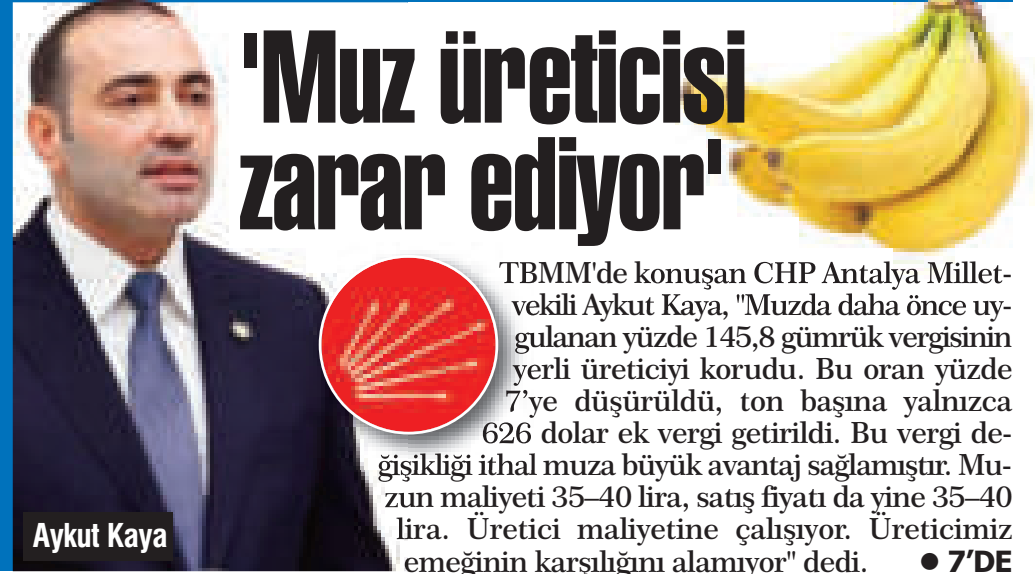 'Muz üreticisi
zarar ediyor'
TBMM'de konuşan CHP Antalya Millet-
vekili Aykut Kaya, "Muzda daha önce uy-
gulanan yüzde 145,8 gümrük vergisinin
yerli üreticiyi korudu. Bu oran yüzde
7’ye düşürüldü, ton başına yalnızca
626 dolar ek vergi getirildi. Bu vergi de-
ğişikliği ithal muza büyük avantaj sağlamıştır. Mu-
zun maliyeti 35–40 lira, satış fiyatı da yine 35–40
lira. Üretici maliyetine çalışıyor. Üreticimiz
emeğinin karşılığını alamıyor" dedi. ● 7’DE
Aykut Kaya